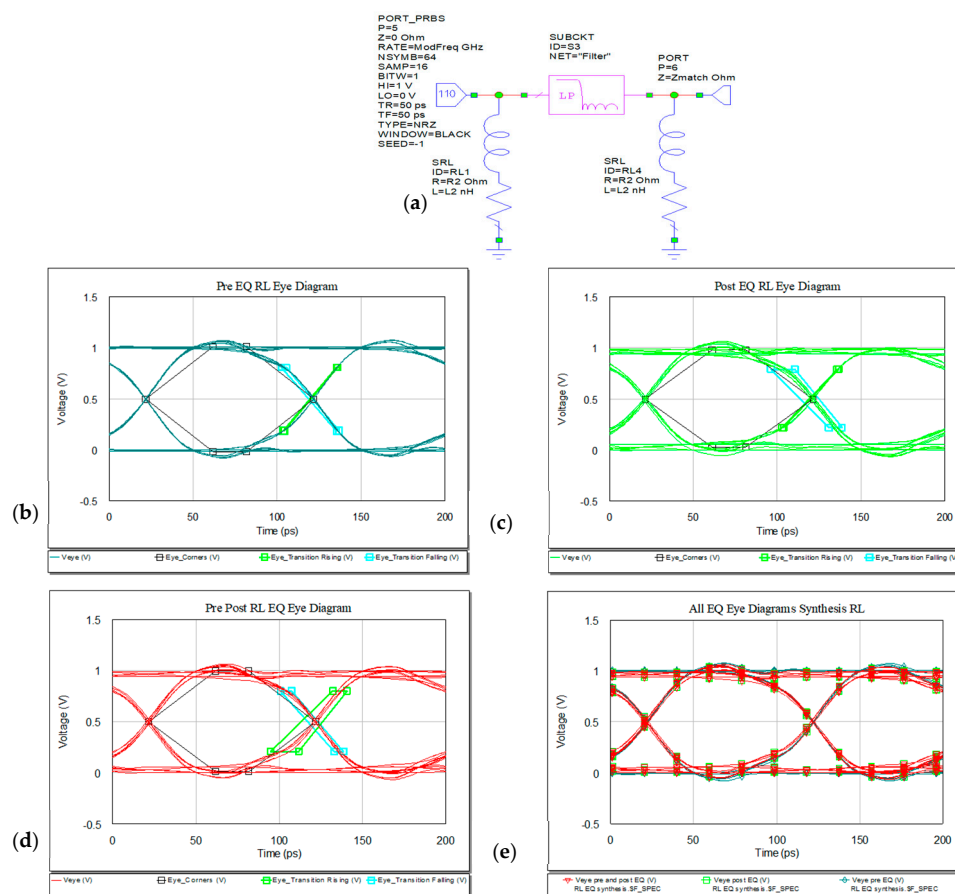 PORT_PRBS
P=5
Z=0 Ohm
RATE=ModFreq GHz
NSYMB=64
SAMP=16
BITW=1
HI=1 V
LO=0 V
TR=50 ps
TF=50 ps
TYPE=NRZ
WINDOW=BLACK
SEED=-1
110
SUBCKT
ID=S3
NET="Filter"
LP
PORT
P=6
Z=Zmatch Ohm
SRL
ID=RL1
R=R2 Ohm
L=L2 nH
SRL
ID=RL4
R=R2 Ohm
L=L2 nH
(a)
Pre EQ RL Eye Diagram
1.5
1
0.5
0
-0.5
Voltage (V)
0 50 100 150 200
Time (ps)
Veye (V) Eye_Corners (V) Eye_Transition Rising (V) Eye_Transition Falling (V)
(b)
Post EQ RL Eye Diagram
1.5
1
0.5
0
-0.5
Voltage (V)
0 50 100 150 200
Time (ps)
Veye (V) Eye_Corners (V) Eye_Transition Rising (V) Eye_Transition Falling (V)
(c)
Pre Post RL EQ Eye Diagram
1.5
1
0.5
0
-0.5
Voltage (V)
0 50 100 150 200
Time (ps)
Veye (V) Eye_Corners (V) Eye_Transition Rising (V) Eye_Transition Falling (V)
(d)
All EQ Eye Diagrams Synthesis RL
1.5
1
0.5
0
-0.5
Voltage (V)
0 50 100 150 200
Time (ps)
Veye pre and post EQ (V) Veye post EQ (V) Veye pre EQ (V)
RL EQ synthesis.$F_SPEC RL EQ synthesis.$F_SPEC RL EQ synthesis.$F_SPEC
(e)